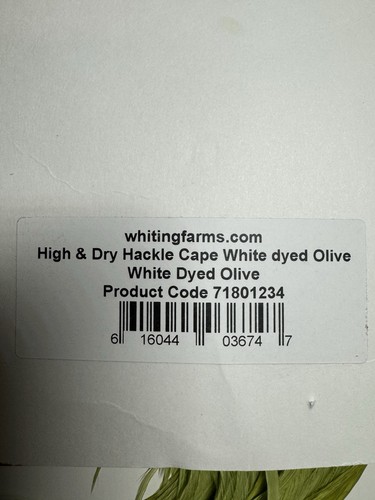 whitingfarms.com
High & Dry Hackle Cape White dyed Olive
White Dyed Olive
Product Code 71801234
6 16044 03674 7